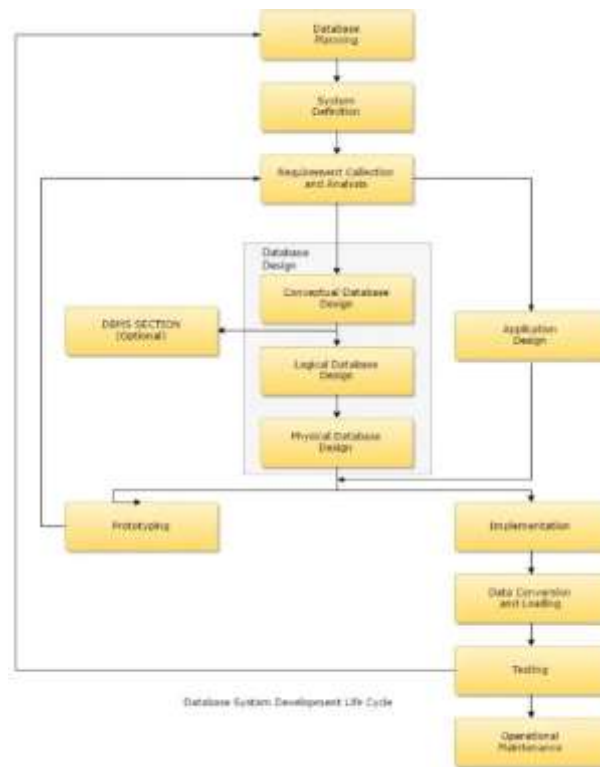 Database
Planning
System
Definition
Requirement Collection
and Analysis
Database
Design
Conceptual Database
Design
DBMS SECTION
(Optional)
Application
Design
Logical Database
Design
Physical Database
Design
Prototyping
Implementation
Data Conversion
and Loading
Testing
Database System Development Life Cycle
Operational
Maintenance